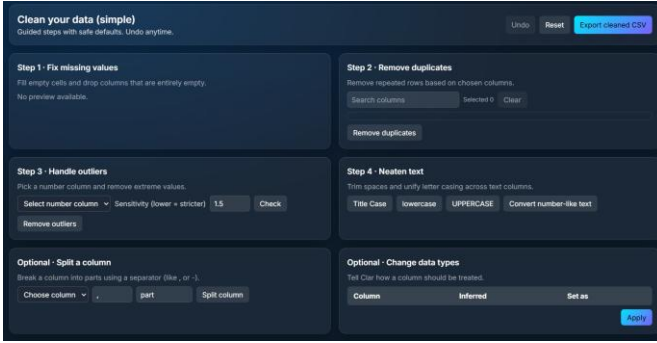 Clean your data (simple)
Guided steps with safe defaults. Undo anytime.
Undo Reset Export cleaned CSV
Step 1 · Fix missing values
Fill empty cells and drop columns that are entirely empty.
No preview available.
Step 2 · Remove duplicates
Remove repeated rows based on chosen columns.
Search columns Selected 0 Clear
Remove duplicates
Step 3 · Handle outliers
Pick a number column and remove extreme values.
Select number column Sensitivity (lower = stricter) 1.5 Check
Remove outliers
Step 4 · Neaten text
Trim spaces and unify letter casing across text columns.
Title Case lowercase UPPERCASE Convert number-like text
Optional · Split a column
Break a column into parts using a separator (like , or -).
Choose column , part Split column
Optional · Change data types
Tell Clar how a column should be treated.
Column Inferred Set as
Apply